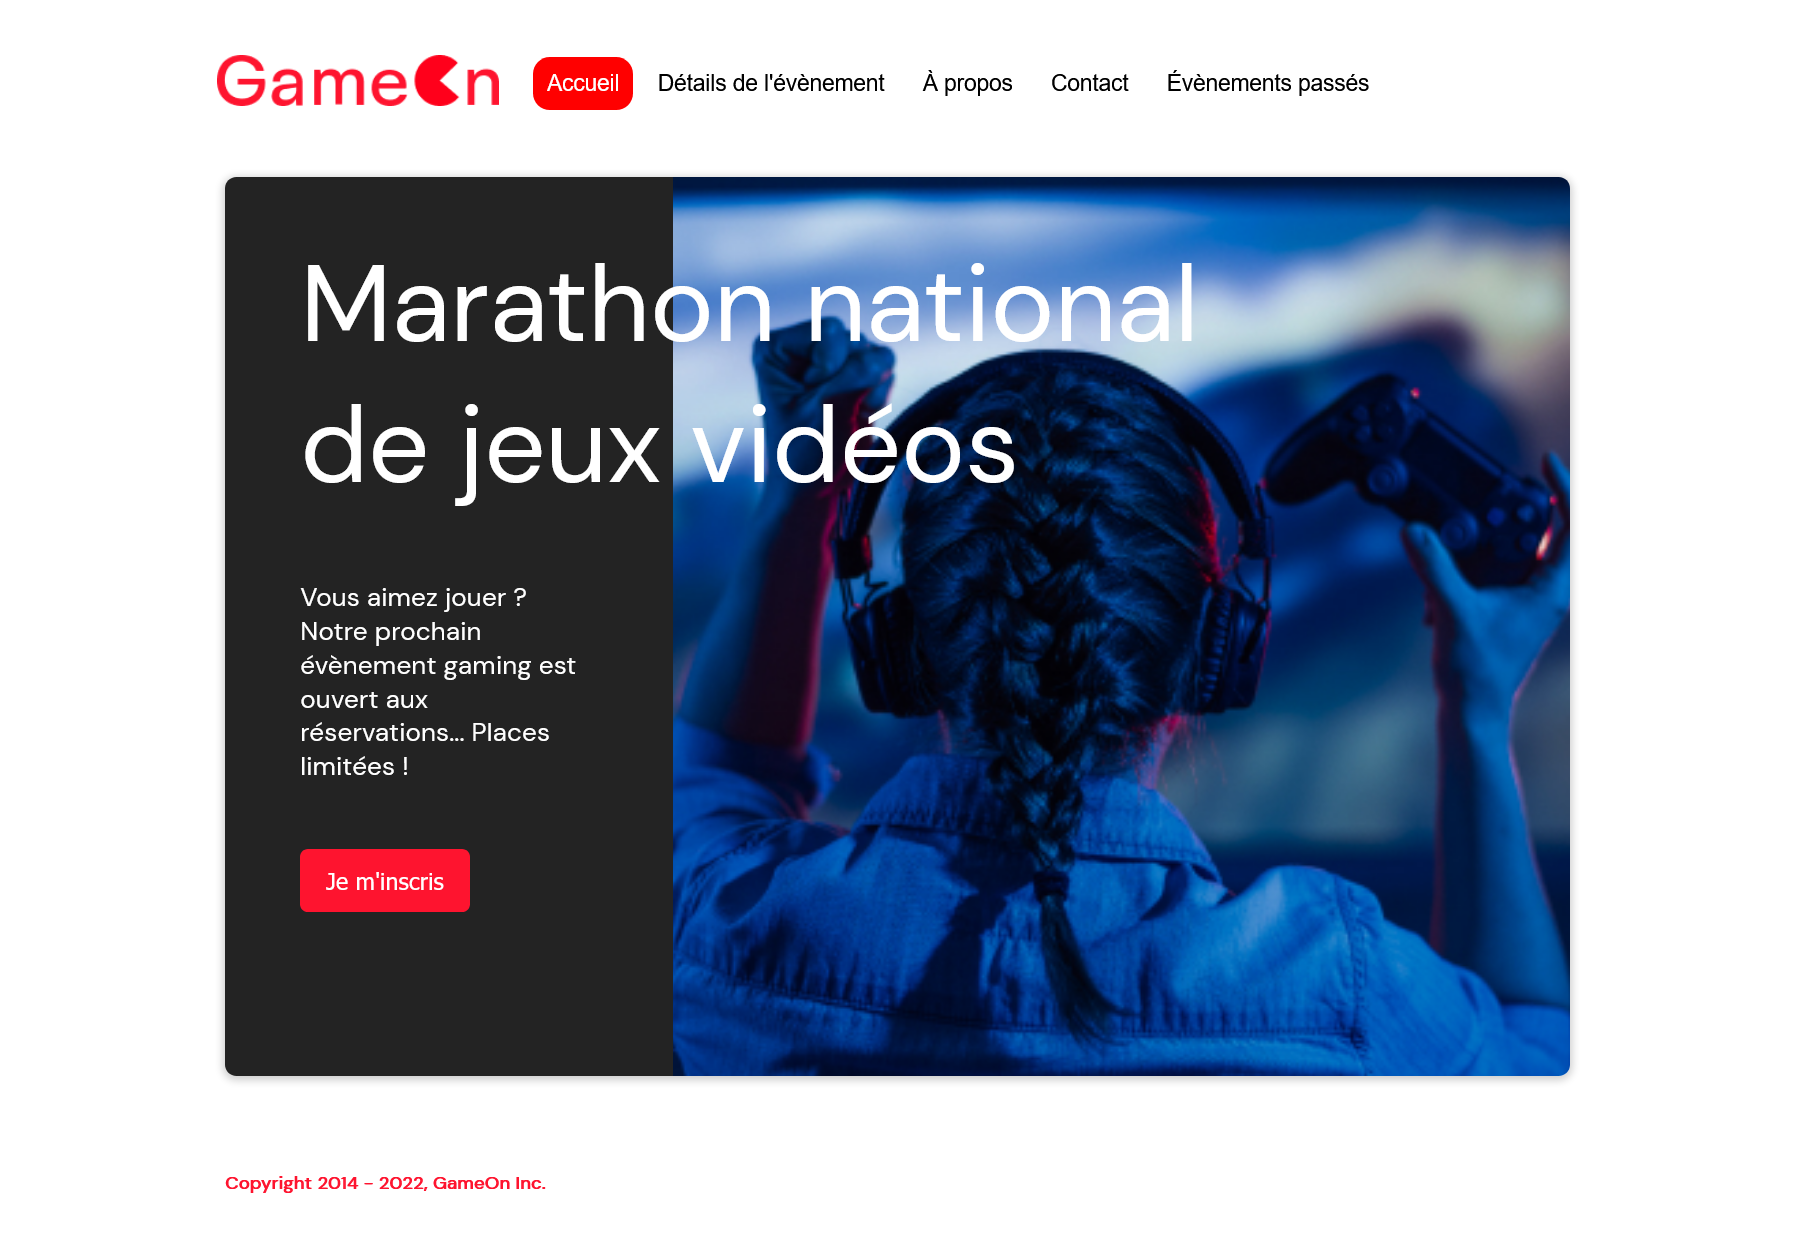 GameOn
Accueil Détails de l'évènement À propos Contact Évènements passés
Marathon national
de jeux vidéos
Vous aimez jouer ?
Notre prochain
évènement gaming est
ouvert aux
réservations... Places
limitées !
Je m'inscris
Copyright 2014 - 2022, GameOn Inc.